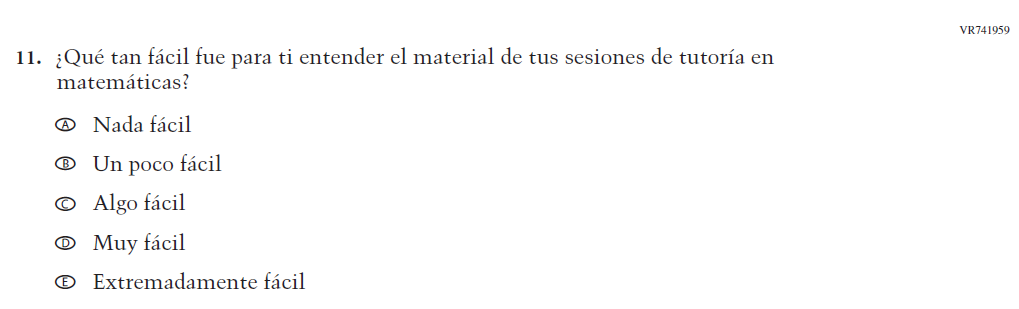 VR741959
11. ¿Qué tan fácil fue para ti entender el material de tus sesiones de tutoría en
matemáticas?
A Nada fácil
B Un poco fácil
C Algo fácil
D Muy fácil
E Extremadamente fácil